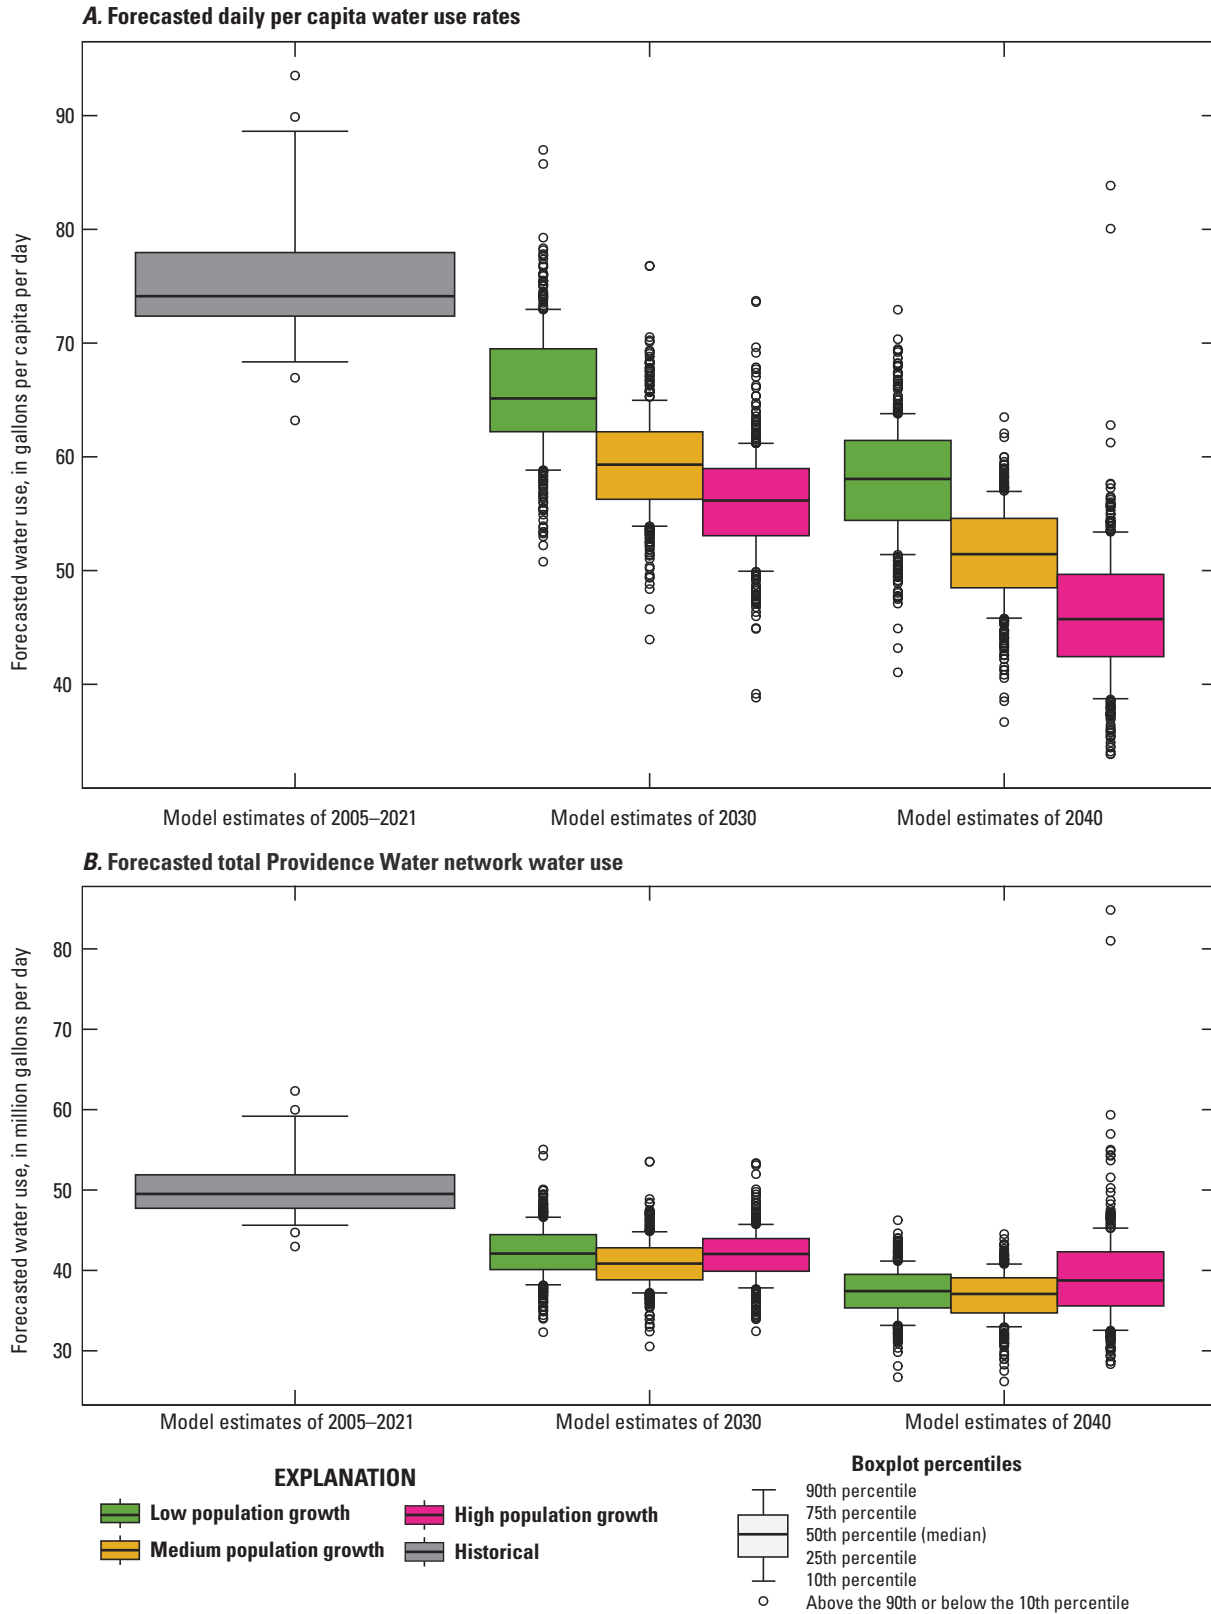 A. Forecasted daily per capita water use rates
Forecasted water use, in gallons per capita per day
90
80
70
60
50
40
Model estimates of 2005–2021
Model estimates of 2030
Model estimates of 2040
B. Forecasted total Providence Water network water use
Forecasted water use, in million gallons per day
80
70
60
50
40
30
Model estimates of 2005–2021
Model estimates of 2030
Model estimates of 2040
EXPLANATION
Low population growth
High population growth
Medium population growth
Historical
Boxplot percentiles
90th percentile
75th percentile
50th percentile (median)
25th percentile
10th percentile
Above the 90th or below the 10th percentile